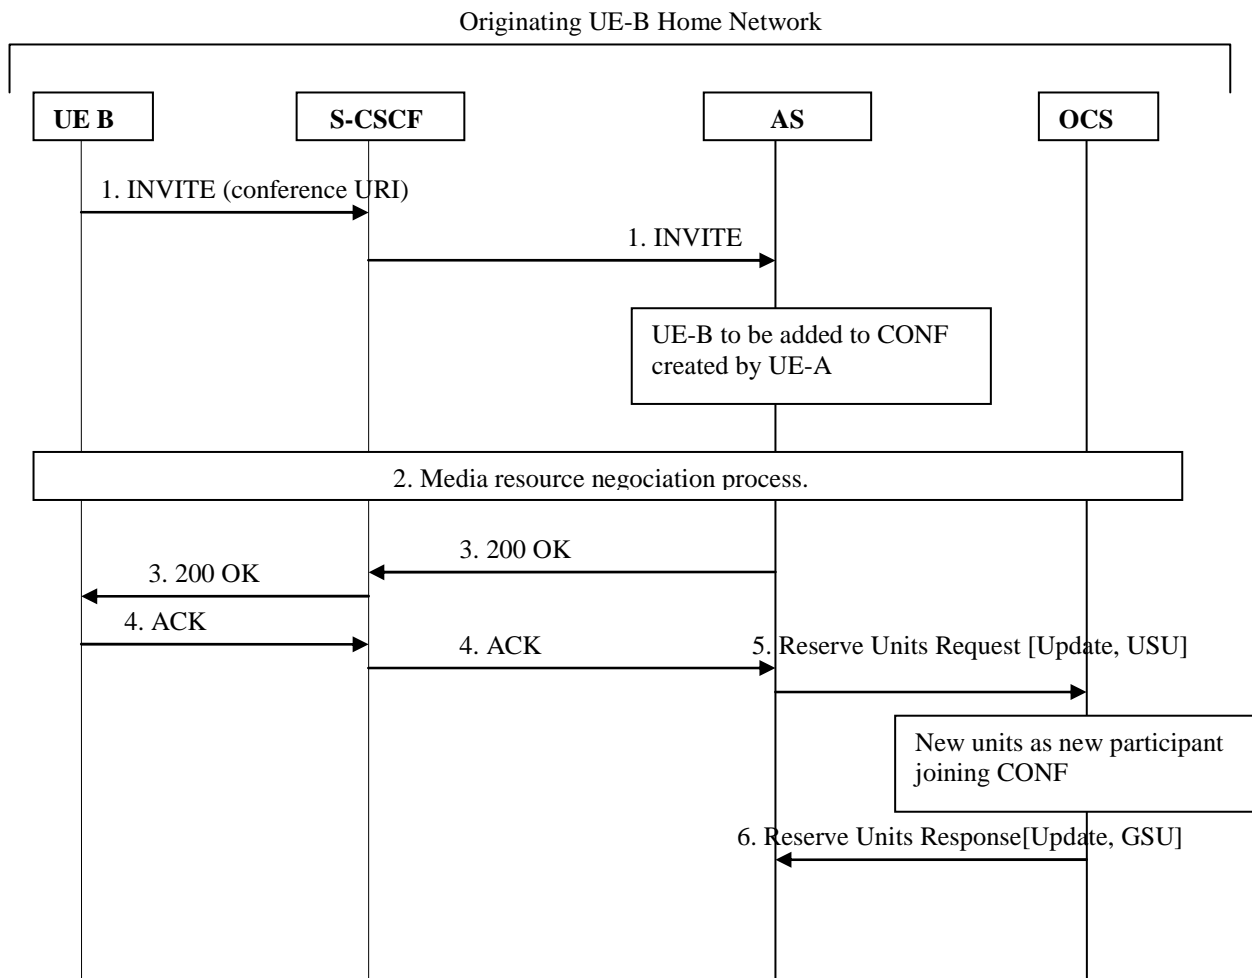 Originating UE-B Home Network
UE B
S-CSCF
AS
OCS
1. INVITE (conference URI)
1. INVITE
UE-B to be added to CONF
created by UE-A
2. Media resource negociation process.
3. 200 OK
3. 200 OK
4. ACK
4. ACK
5. Reserve Units Request [Update, USU]
New units as new participant
joining CONF
6. Reserve Units Response[Update, GSU]